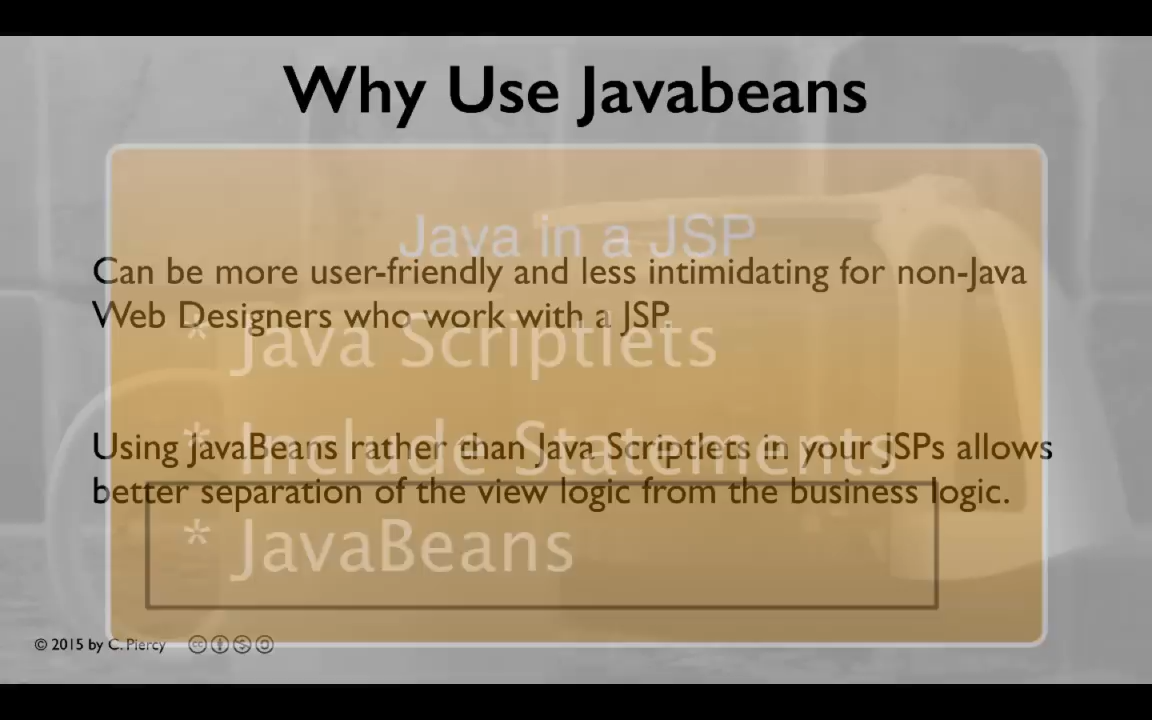 Why Use Javabeans
Java in a JSP
Can be more user-friendly and less intimidating for non-Java
Web Designers who work with a JSP.
* Java Scriptlets
Using JavaBeans rather than Java Scriptlets in your JSPs allows
* Include Statements
better separation of the view logic from the business logic.
* JavaBeans
© 2015 by C. Piercy